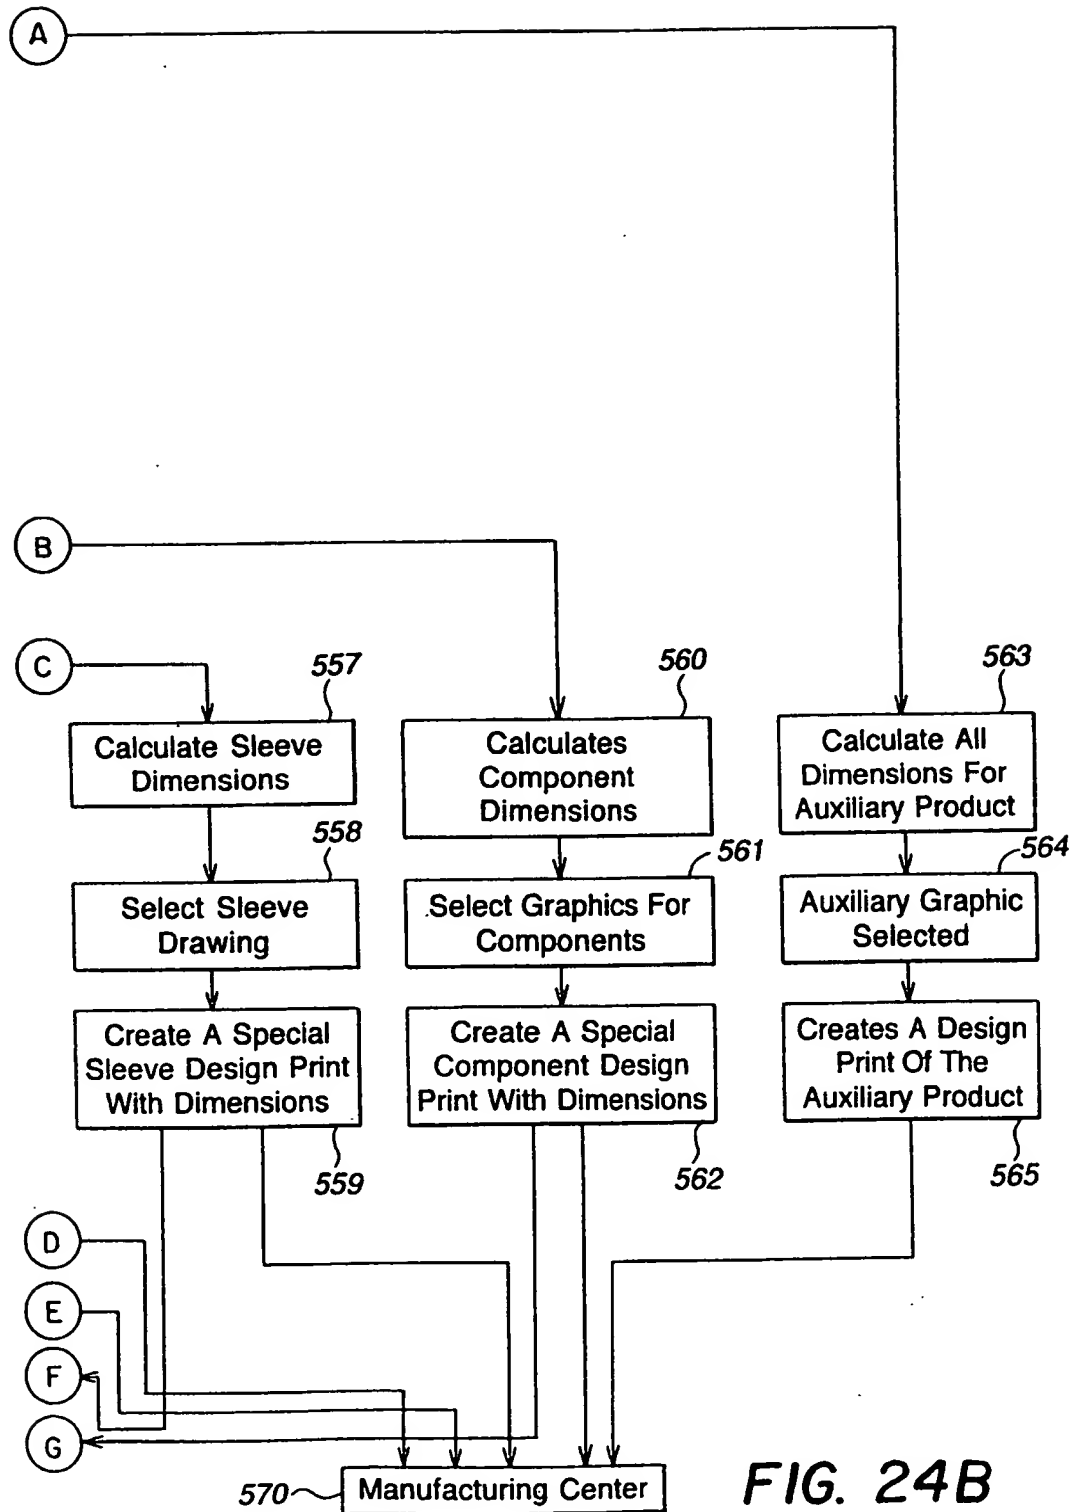 A
B
C
557
560
563
Calculate Sleeve
Dimensions
Calculates
Component
Dimensions
Calculate All
Dimensions For
Auxiliary Product
558
561
564
Select Sleeve
Drawing
Select Graphics For
Components
Auxiliary Graphic
Selected
Create A Special
Sleeve Design Print
With Dimensions
Create A Special
Component Design
Print With Dimensions
Creates A Design
Print Of The
Auxiliary Product
559
562
565
D
E
F
G
570
Manufacturing Center
FIG. 24B